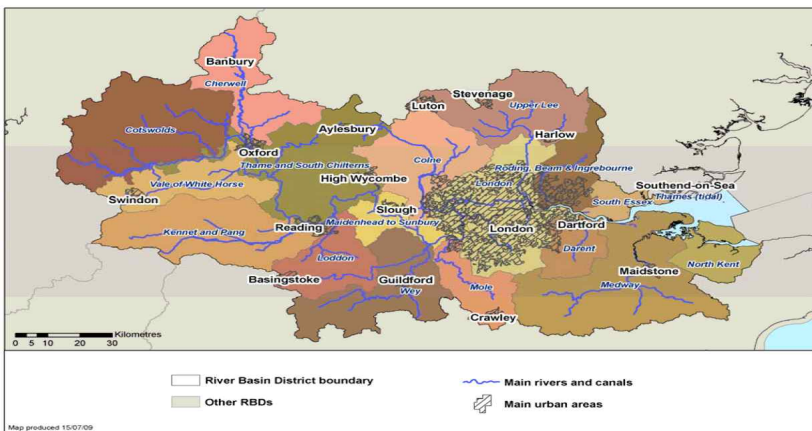 Banbury
Cherwell
Stevenage
Luton
Upper Lee
Cotswolds
Aylesbury
Harlow
Oxford
Colne
Thame and South Chilterns
Roding, Beam & Ingrebourne
Vale of White Horse
High Wycombe
London
Southend-on-Sea
Swindon
Slough
South Essex
Thames (tidal)
Kennet and Pang
Reading
Maidenhead to Sunbury
London
Dartford
Loddon
Darent
North Kent
Basingstoke
Guildford
Mole
Maidstone
Wey
Medway
Crawley
Kilometres
0 5 10 20 30
River Basin District boundary
Main rivers and canals
Other RBDs
Main urban areas
Map produced 15/07/09